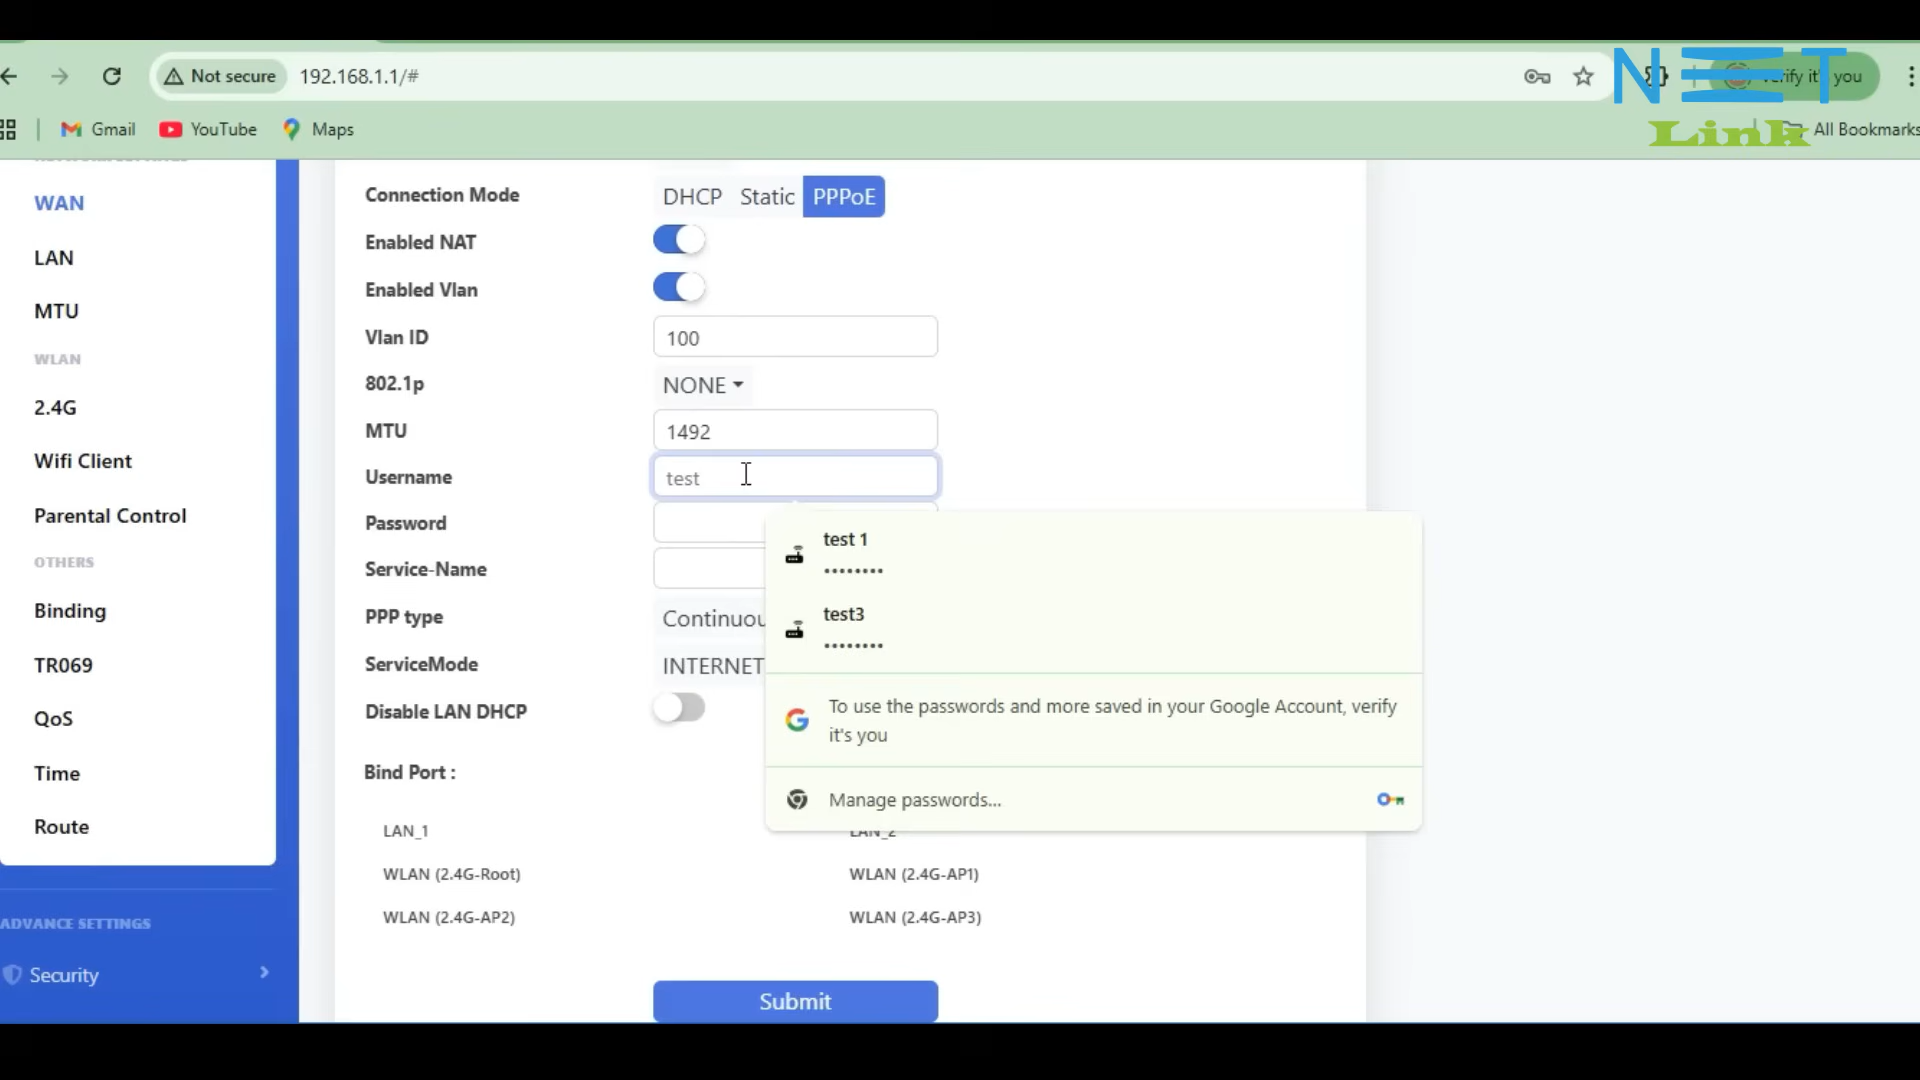 Not secure 192.168.1.1/#
NET
Link
Verify it's you
Gmail YouTube Maps All Bookmarks
WAN
LAN
MTU
WLAN
2.4G
Wifi Client
Parental Control
OTHERS
Binding
TR069
QoS
Time
Route
ADVANCE SETTINGS
Security
Connection Mode DHCP Static PPPoE
Enabled NAT
Enabled Vlan
Vlan ID 100
802.1p NONE
MTU 1492
Username test
Password
Service-Name
PPP type Continuou
ServiceMode INTERNET
Disable LAN DHCP
test 1
••••••••
test3
••••••••
To use the passwords and more saved in your Google Account, verify
it's you
Manage passwords...
Bind Port :
LAN_1 LAN_2
WLAN (2.4G-Root) WLAN (2.4G-AP1)
WLAN (2.4G-AP2) WLAN (2.4G-AP3)
Submit